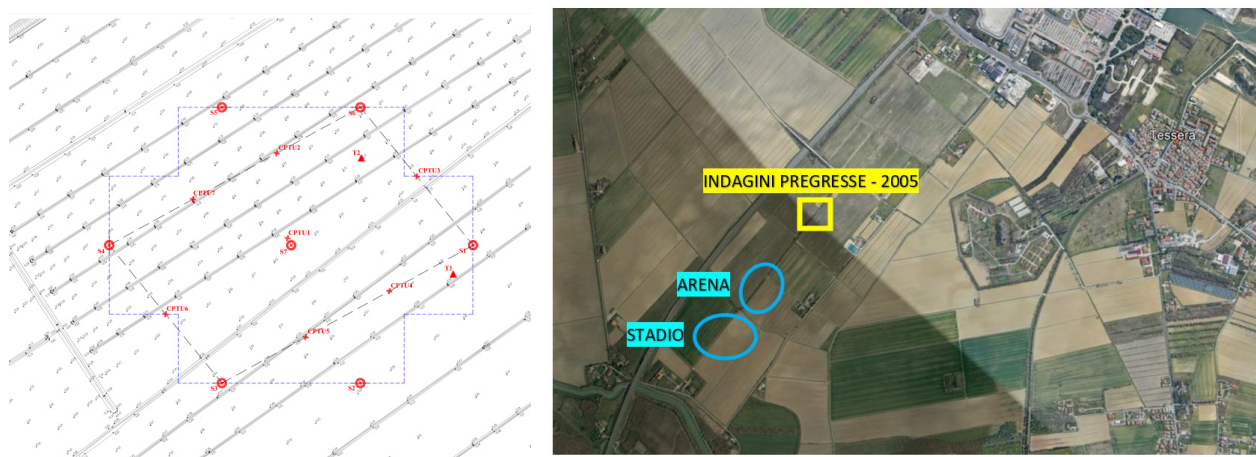 S5
S6
CPTU2
T2
CPTU3
CPTU7
CPTU1
S4
S7
S1
T1
CPTU4
CPTU6
CPTU5
S3
S2
Tessera
INDAGINI PREGRESSE - 2005
ARENA
STADIO